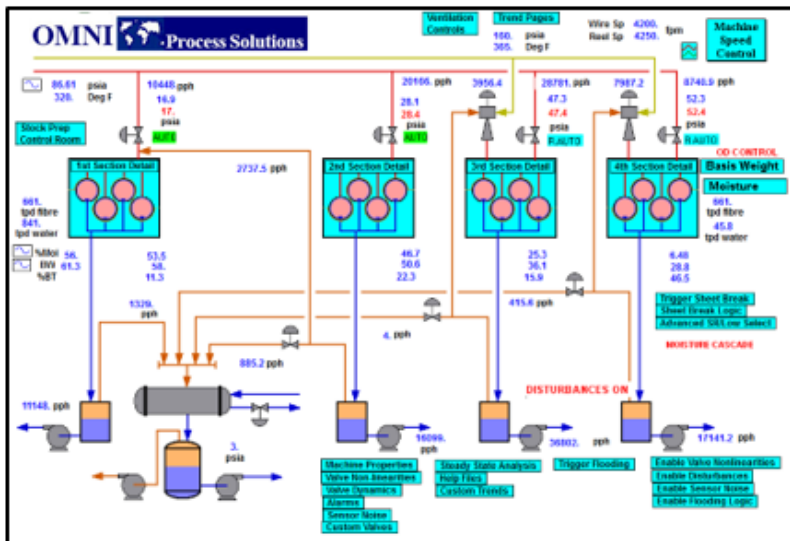 OMNI Process Solutions
Ventilation Controls
Trend Pages
160. psia
365. Deg F
Wire Sp 4200. fpm
Reel Sp 4250.
Machine Speed Control
86.61 psia
320. Deg F
10448. pph
16.9
17.
psia
AUTO
20106. pph
28.1
28.4
psia
AUTO
3956.4
28781. pph
47.3
47.4
psia
R.AUTO
7987.2
8740.9 pph
52.3
52.4
psia
R.AUTO
Stock Prep Control Room
2737.5 pph
OD CONTROL
Basis Weight
Moisture
1st Section Detail
2nd Section Detail
3rd Section Detail
4th Section Detail
661. tpd fibre
841. tpd water
661. tpd fibre
45.8 tpd water
%Moi 56. 53.5 46.7 25.3 6.48
BW 61.3 58. 50.6 36.1 28.8
%BT 11.3 22.3 15.9 46.5
1329. pph
415.6 pph
4. pph
885.2 pph
Trigger Sheet Break
Sheet Break Logic
Advanced SR/Low Select
MOISTURE CASCADE
DISTURBANCES ON
11148. pph
3. psia
16099. pph
36802. pph
17141.2 pph
Machine Properties
Valve Non-linearities
Valve Dynamics
Alarms
Sensor Noise
Custom Valves
Steady State Analysis
Help Files
Custom Trends
Trigger Flooding
Enable Valve Nonlinearities
Enable Disturbances
Enable Sensor Noise
Enable Flooding Logic